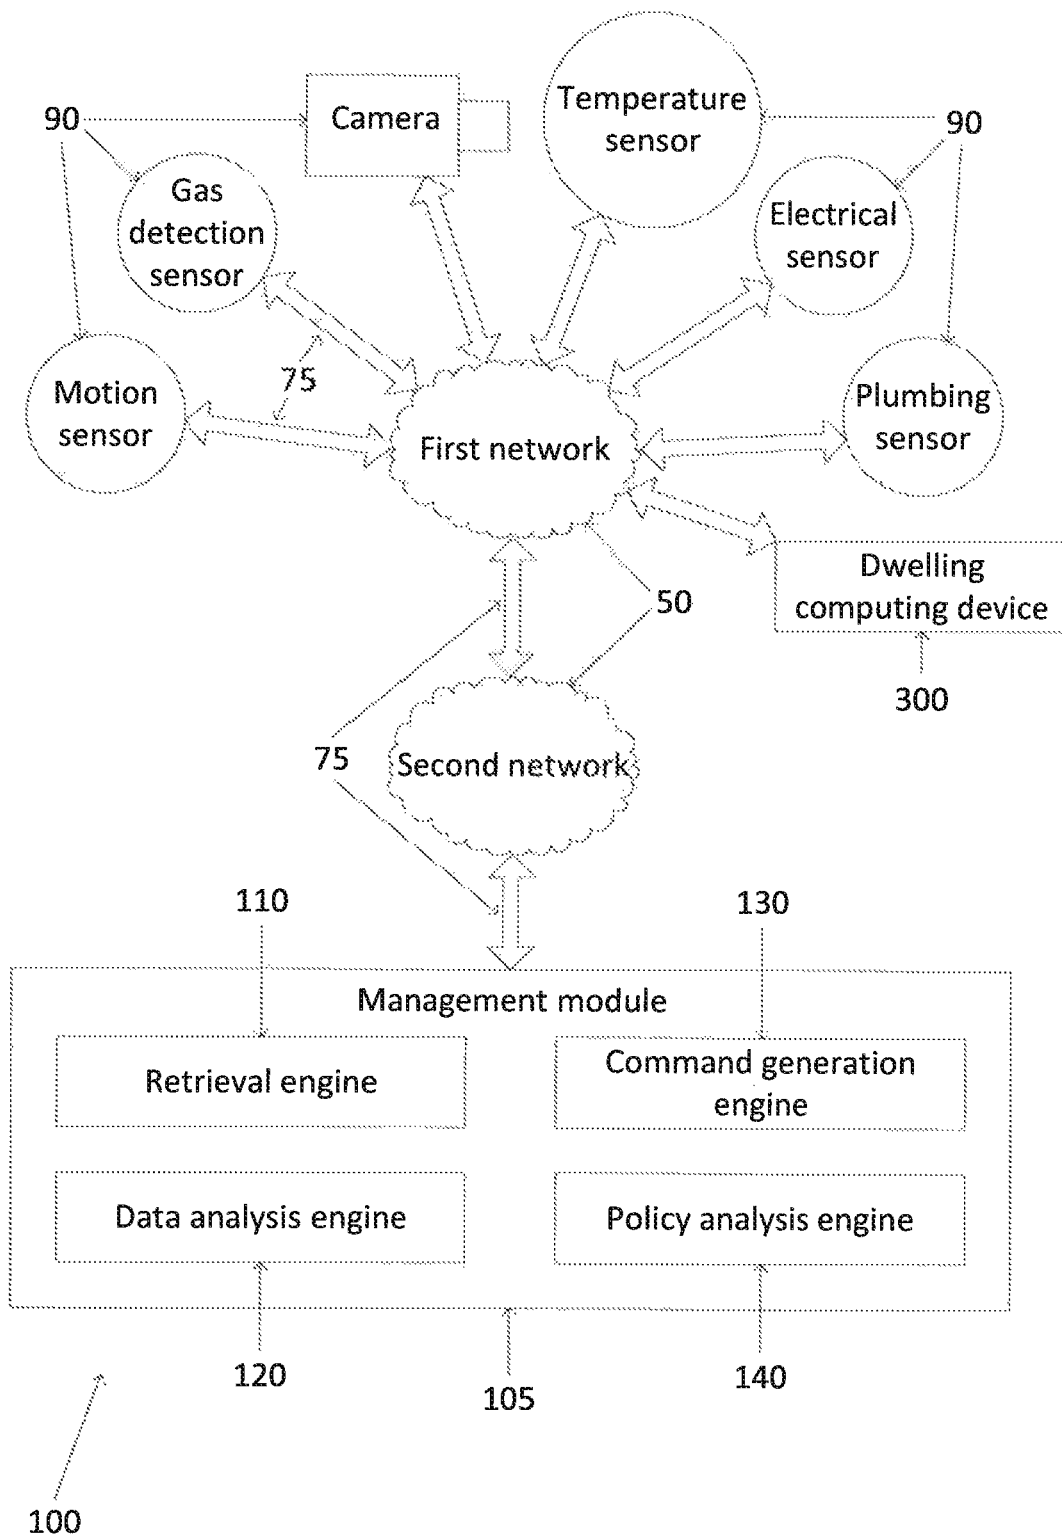 Camera
Temperature
sensor
90
90
Gas
detection
sensor
Electrical
sensor
75
Motion
sensor
First network
Plumbing
sensor
Dwelling
computing device
50
300
75
Second network
110
130
Management module
Retrieval engine
Command generation
engine
Data analysis engine
Policy analysis engine
120
105
140
100